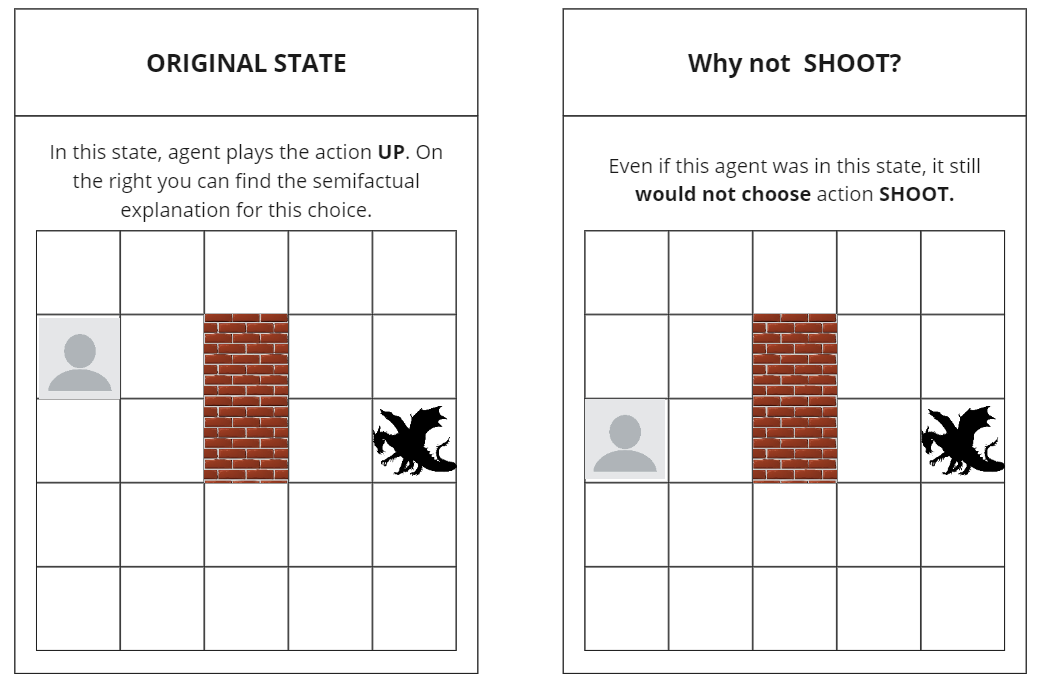 ORIGINAL STATE
In this state, agent plays the action UP. On
the right you can find the semifactual
explanation for this choice.
Why not SHOOT?
Even if this agent was in this state, it still
would not choose action SHOOT.